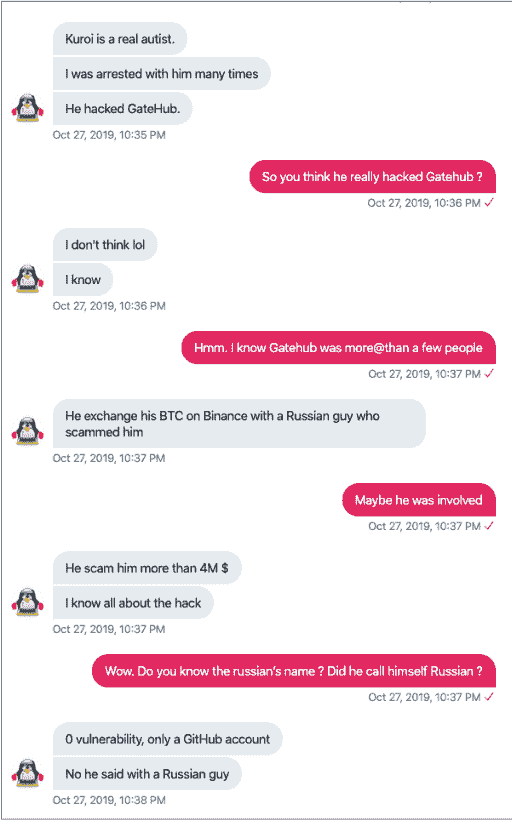 Kuroi is a real autist.
I was arrested with him many times
He hacked GateHub.
Oct 27, 2019, 10:35 PM
So you think he really hacked Gatehub ?
Oct 27, 2019, 10:36 PM ✓
I don't think lol
I know
Oct 27, 2019, 10:36 PM
Hmm. I know Gatehub was more@than a few people
Oct 27, 2019, 10:37 PM ✓
He exchange his BTC on Binance with a Russian guy who
scammed him
Oct 27, 2019, 10:37 PM
Maybe he was involved
Oct 27, 2019, 10:37 PM ✓
He scam him more than 4M $
I know all about the hack
Oct 27, 2019, 10:37 PM
Wow. Do you know the russian's name ? Did he call himself Russian ?
Oct 27, 2019, 10:37 PM ✓
0 vulnerability, only a GitHub account
No he said with a Russian guy
Oct 27, 2019, 10:38 PM